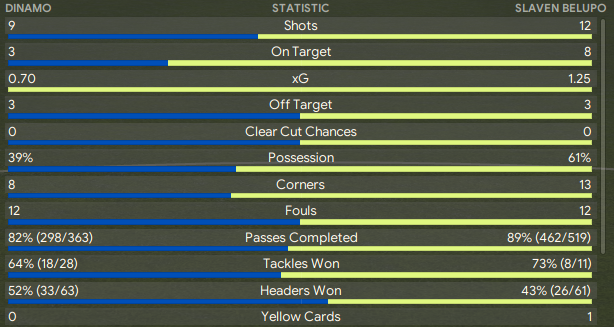 DINAMO STATISTIC SLAVEN BELUPO
9 Shots 12
3 On Target 8
0.70 xG 1.25
3 Off Target 3
0 Clear Cut Chances 0
39% Possession 61%
8 Corners 13
12 Fouls 12
82% (298/363) Passes Completed 89% (462/519)
64% (18/28) Tackles Won 73% (8/11)
52% (33/63) Headers Won 43% (26/61)
0 Yellow Cards 1